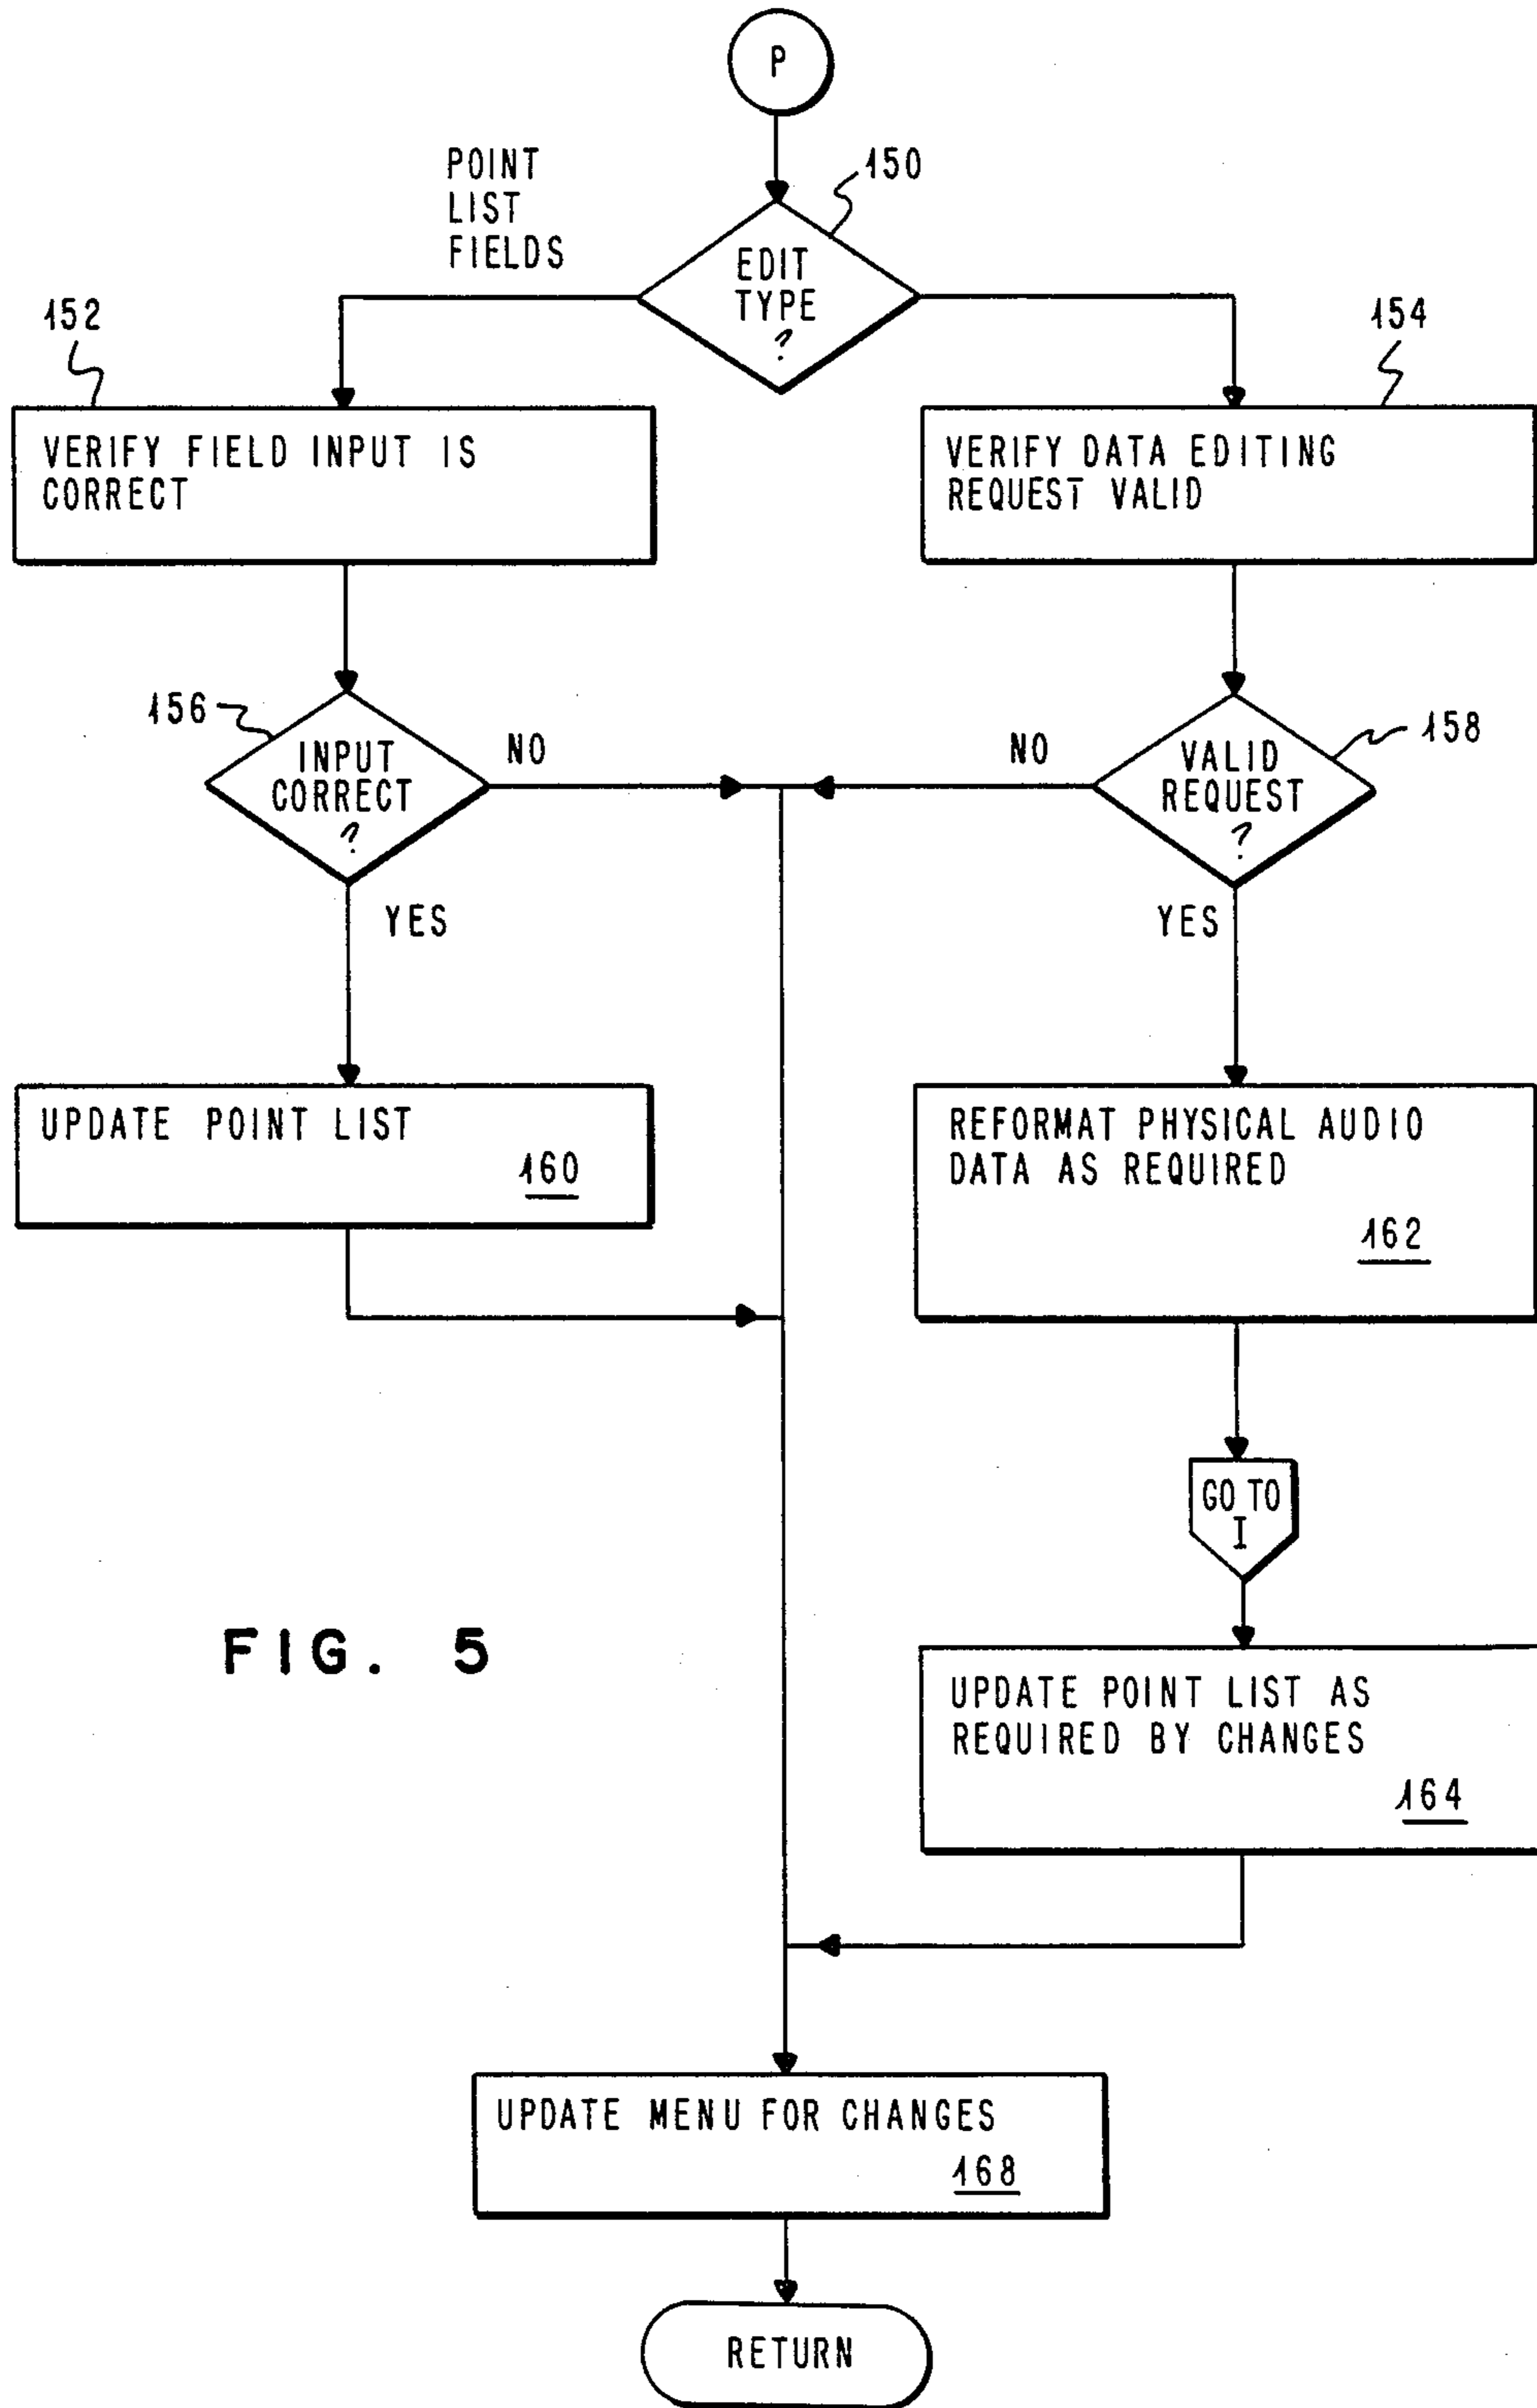 P
POINT
LIST
FIELDS
150
EDIT
TYPE
?
152
154
VERIFY FIELD INPUT IS
CORRECT
VERIFY DATA EDITING
REQUEST VALID
156
INPUT
CORRECT
?
NO
NO
VALID
REQUEST
?
158
YES
YES
UPDATE POINT LIST
160
REFORMAT PHYSICAL AUDIO
DATA AS REQUIRED
162
GO TO
I
FIG. 5
UPDATE POINT LIST AS
REQUIRED BY CHANGES
164
UPDATE MENU FOR CHANGES
168
RETURN